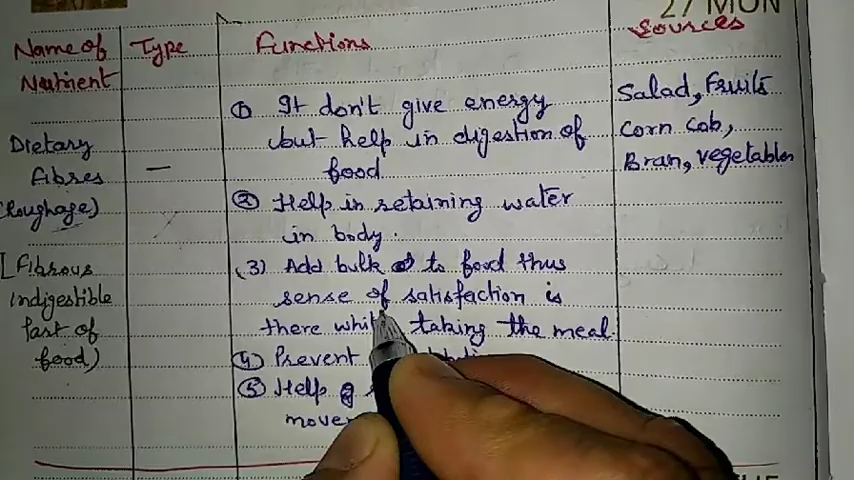 27 MON
Name of Type Functions Sources
Nutrient
① It don't give energy Salad, Fruits
but help in digestion of Corn cob,
Dietary food Bran, vegetables
Fibres —
(Roughage)
② Help in retaining water
in body.
[Fibrous (3) Add bulk to food thus
indigestible sense of satisfaction is
part of there taking the meal
food) ④ Prevent
⑤ Help